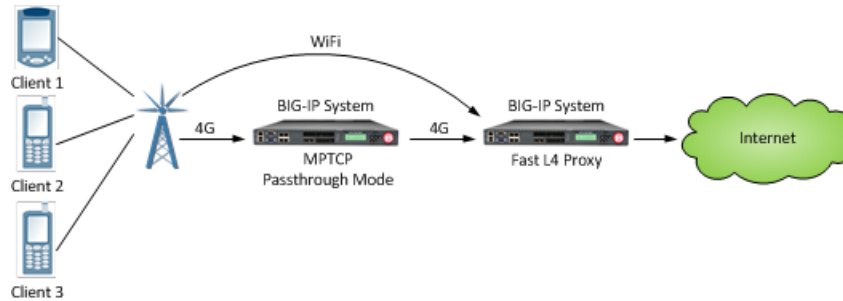 WiFi
Client 1
BIG-IP System
BIG-IP System
4G
4G
Internet
MPTCP
Passthrough Mode
Fast L4 Proxy
Client 2
Client 3